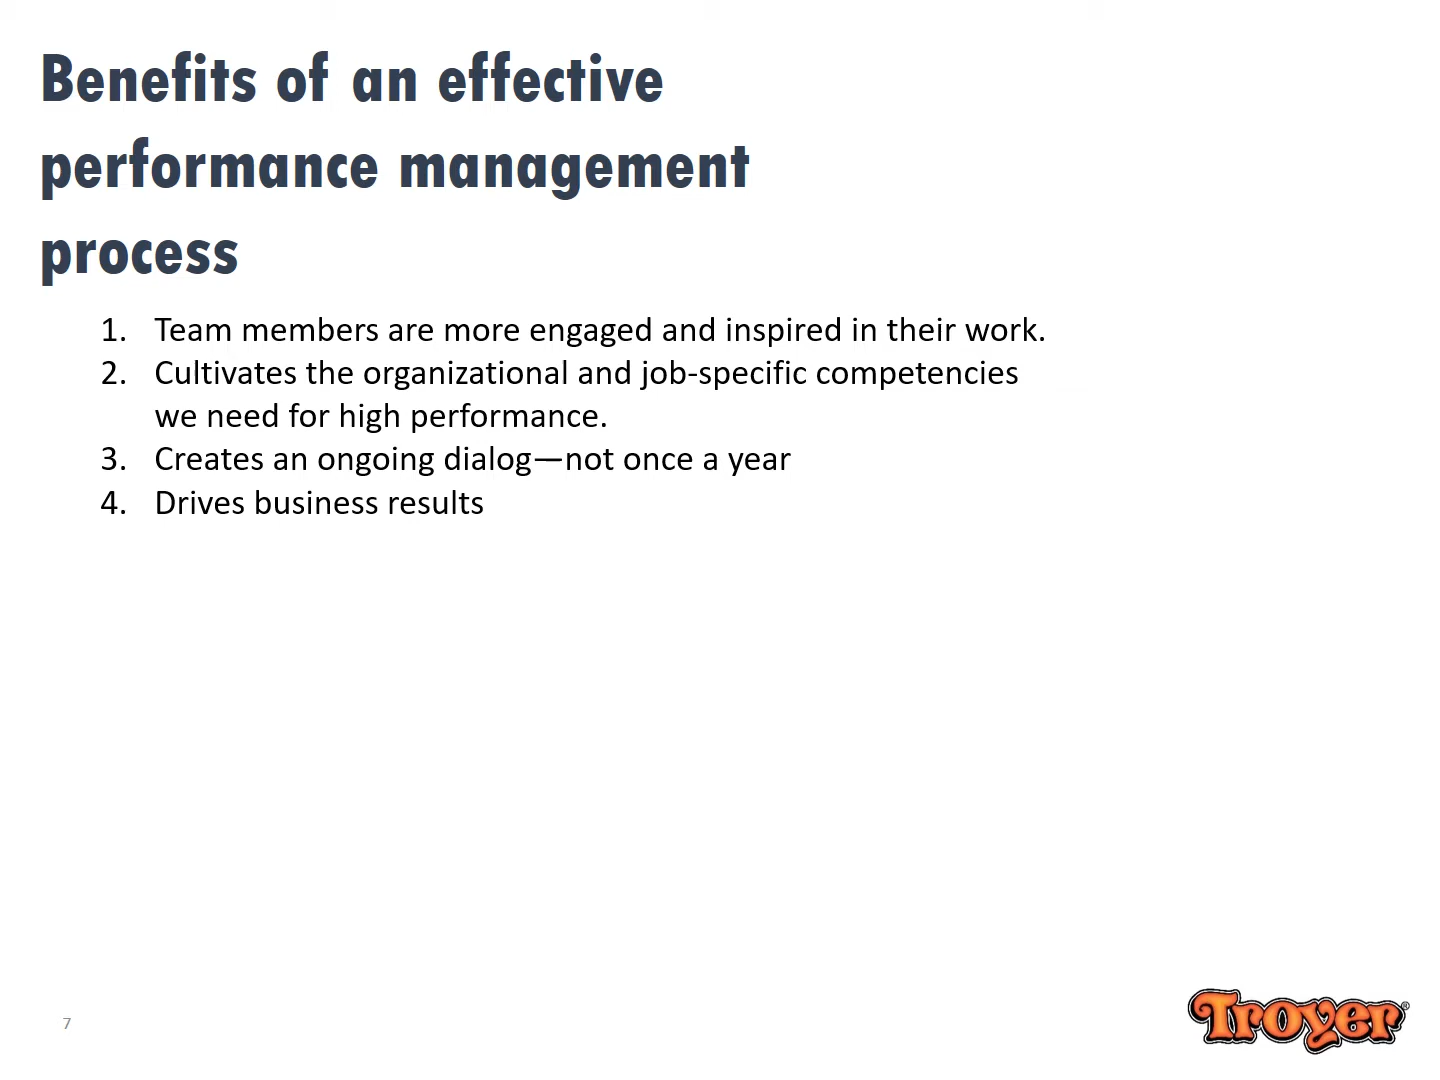 Benefits of an effective
performance management
process
1. Team members are more engaged and inspired in their work.
2. Cultivates the organizational and job-specific competencies
we need for high performance.
3. Creates an ongoing dialog—not once a year
4. Drives business results
7
Troyer®